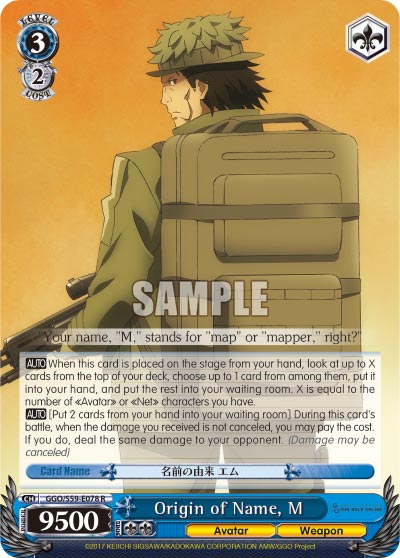 LEVEL
3
2
COST
SAMPLE
"Your name, "M," stands for "map" or "mapper," right?"
AUTO When this card is placed on the stage from your hand, look at up to X
cards from the top of your deck, choose up to 1 card from among them, put it
into your hand, and put the rest into your waiting room. X is equal to the
number of «Avatar» or «Net» characters you have.
AUTO [Put 2 cards from your hand into your waiting room] During this card's
battle, when the damage you received is not canceled, you may pay the cost.
If you do, deal the same damage to your opponent. (Damage may
be canceled)
Card Name
名前の由来 エム
CH
GGO/S59-E078 R
POWER
9500
SOUL
Origin of Name, M
Avatar
Weapon
©2017 KEIICHI SIGSAWA/KADOKAWA CORPORATION AMW/GGO Project